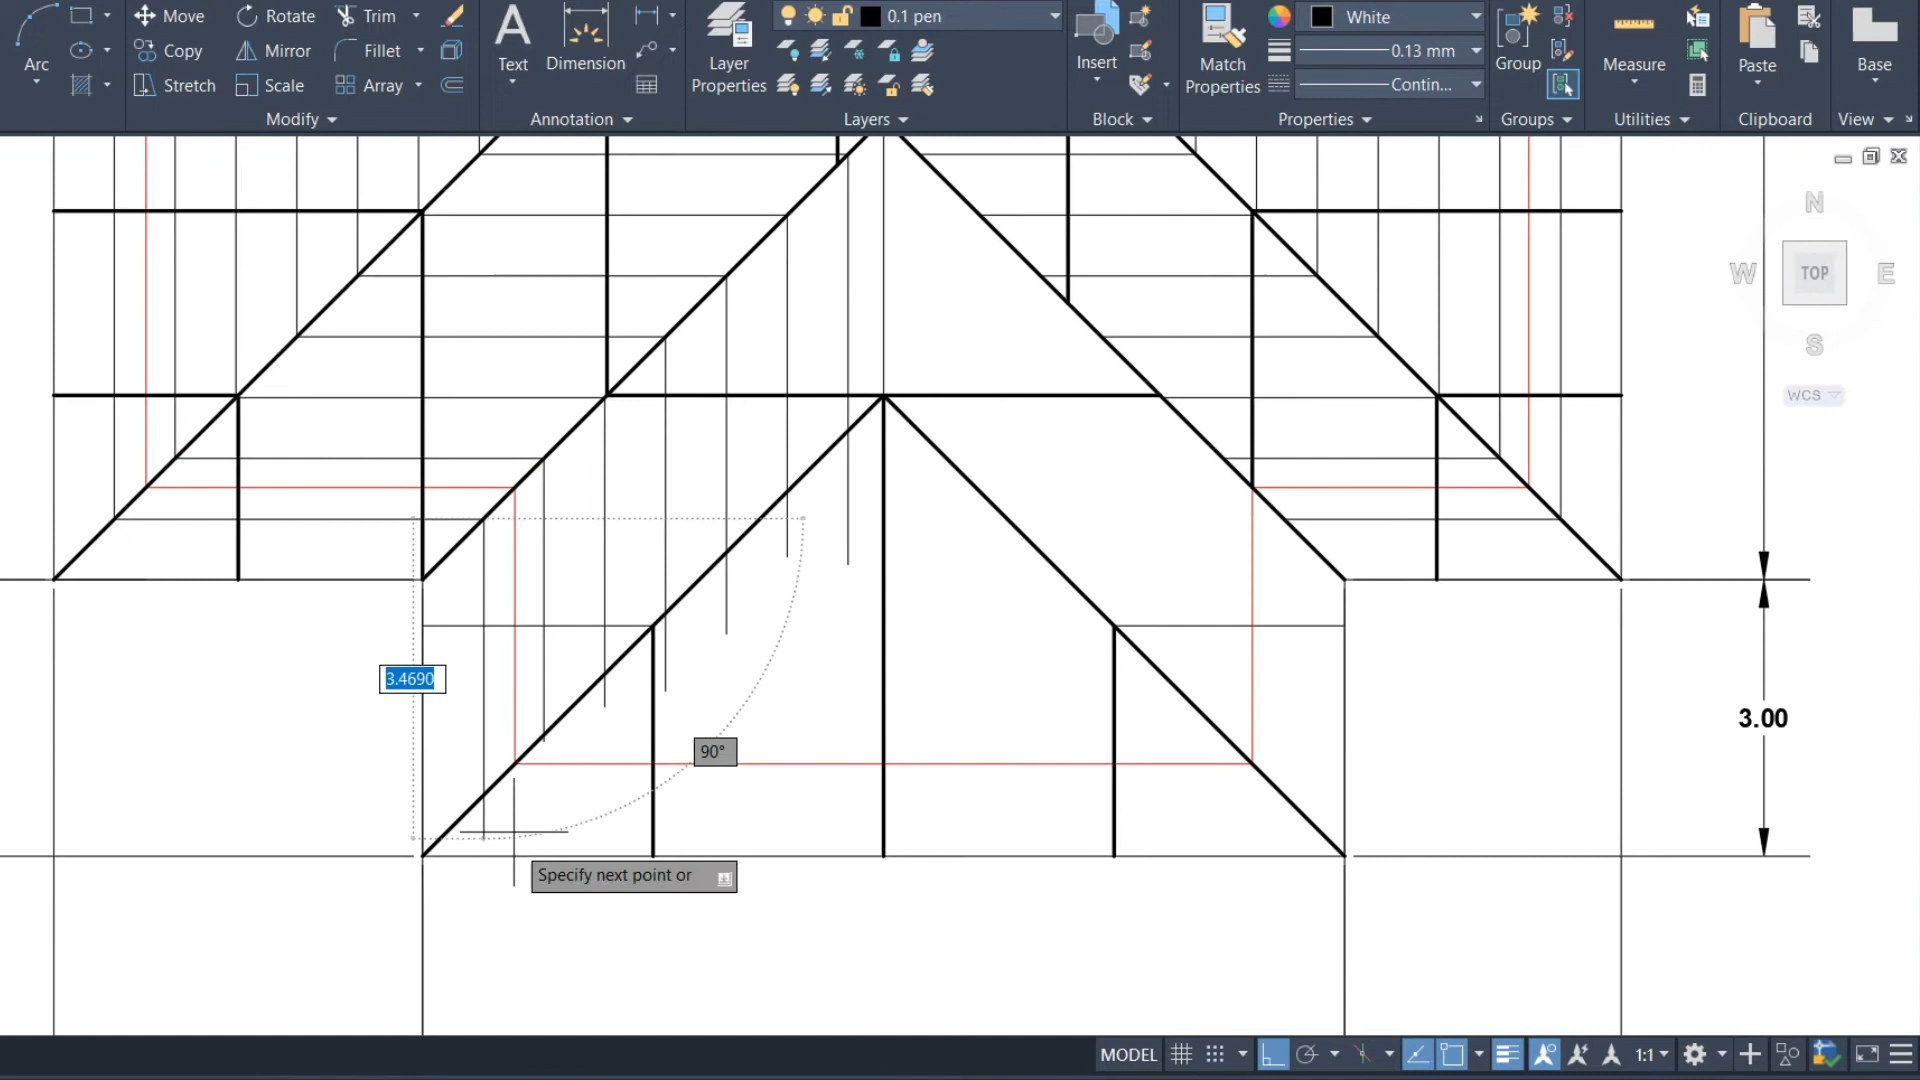 Move Rotate Trim 0.1 pen White
Copy Mirror Fillet 0.13 mm
Arc Text Dimension Layer Insert Match Group Measure Paste Base
Properties Properties
Stretch Scale Array Contin...
Modify Annotation Layers Block Properties Groups Utilities Clipboard View
N
W TOP E
S
WCS
3.4690
3.00
90°
Specify next point or
MODEL 1:1